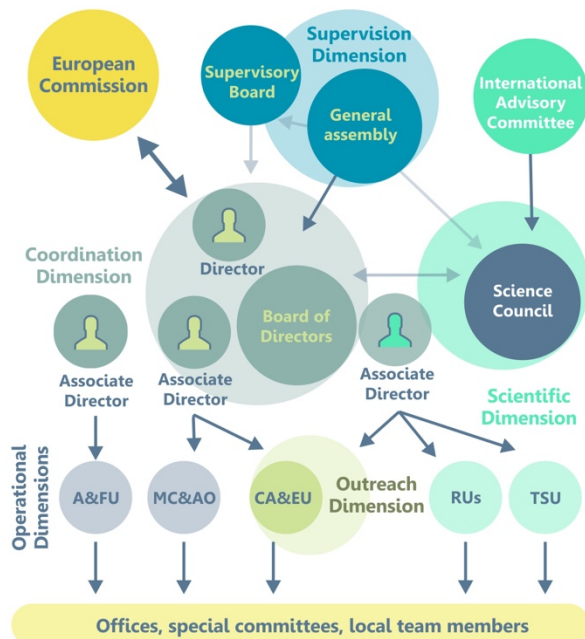 European
Commission
Supervisory
Board
Supervision
Dimension
General
assembly
International
Advisory
Committee
Coordination
Dimension
Director
Board of
Directors
Science
Council
Associate
Director
Associate
Director
Associate
Director
Scientific
Dimension
Operational
Dimensions
A&FU
MC&AO
CA&EU
Outreach
Dimension
RUs
TSU
Offices, special committees, local team members